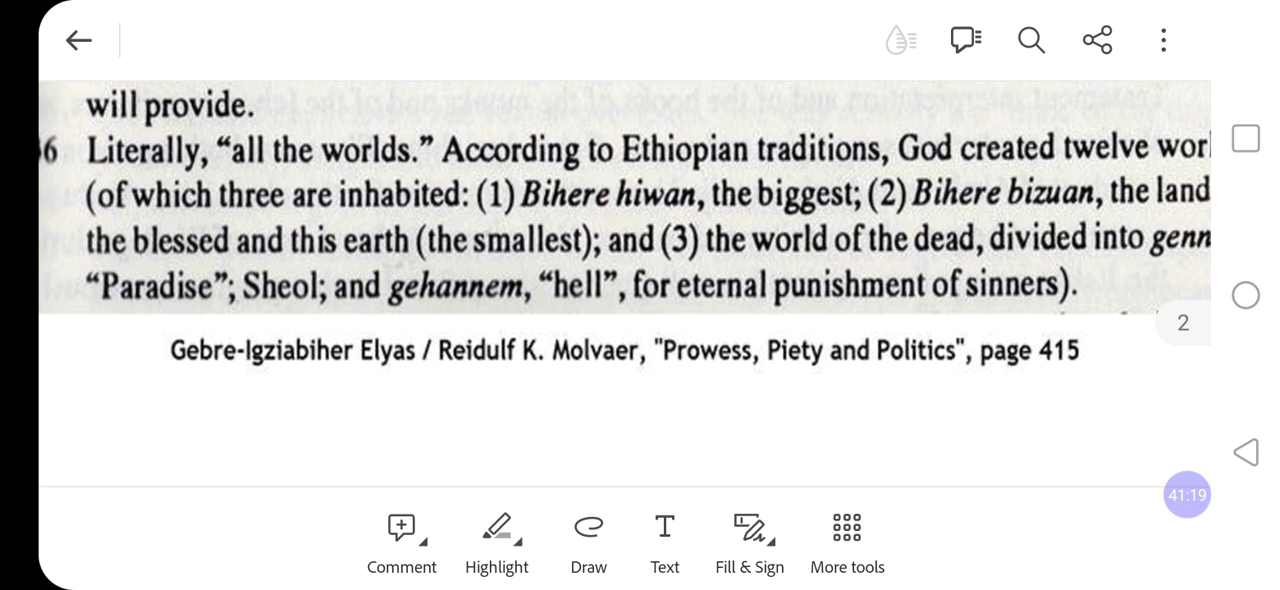 will provide.
6 Literally, “all the worlds.” According to Ethiopian traditions, God created twelve
(of which three are inhabited: (1) Bihere hiwan, the biggest; (2) Bihere bizuan, the land
the blessed and this earth (the smallest); and (3) the world of the dead, divided into
“Paradise”; Sheol; and gehannem, “hell”, for eternal punishment of sinners).
Gebre-Igziabiher Elyas / Reidulf K. Molvaer, "Prowess, Piety and Politics", page 415
2
41:19
Comment Highlight Draw Text Fill & Sign More tools